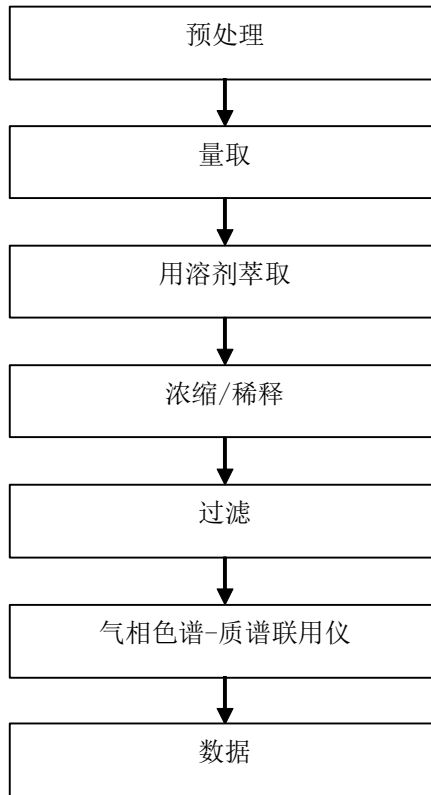 预处理
量取
用溶剂萃取
浓缩/稀释
过滤
气相色谱-质谱联用仪
数据